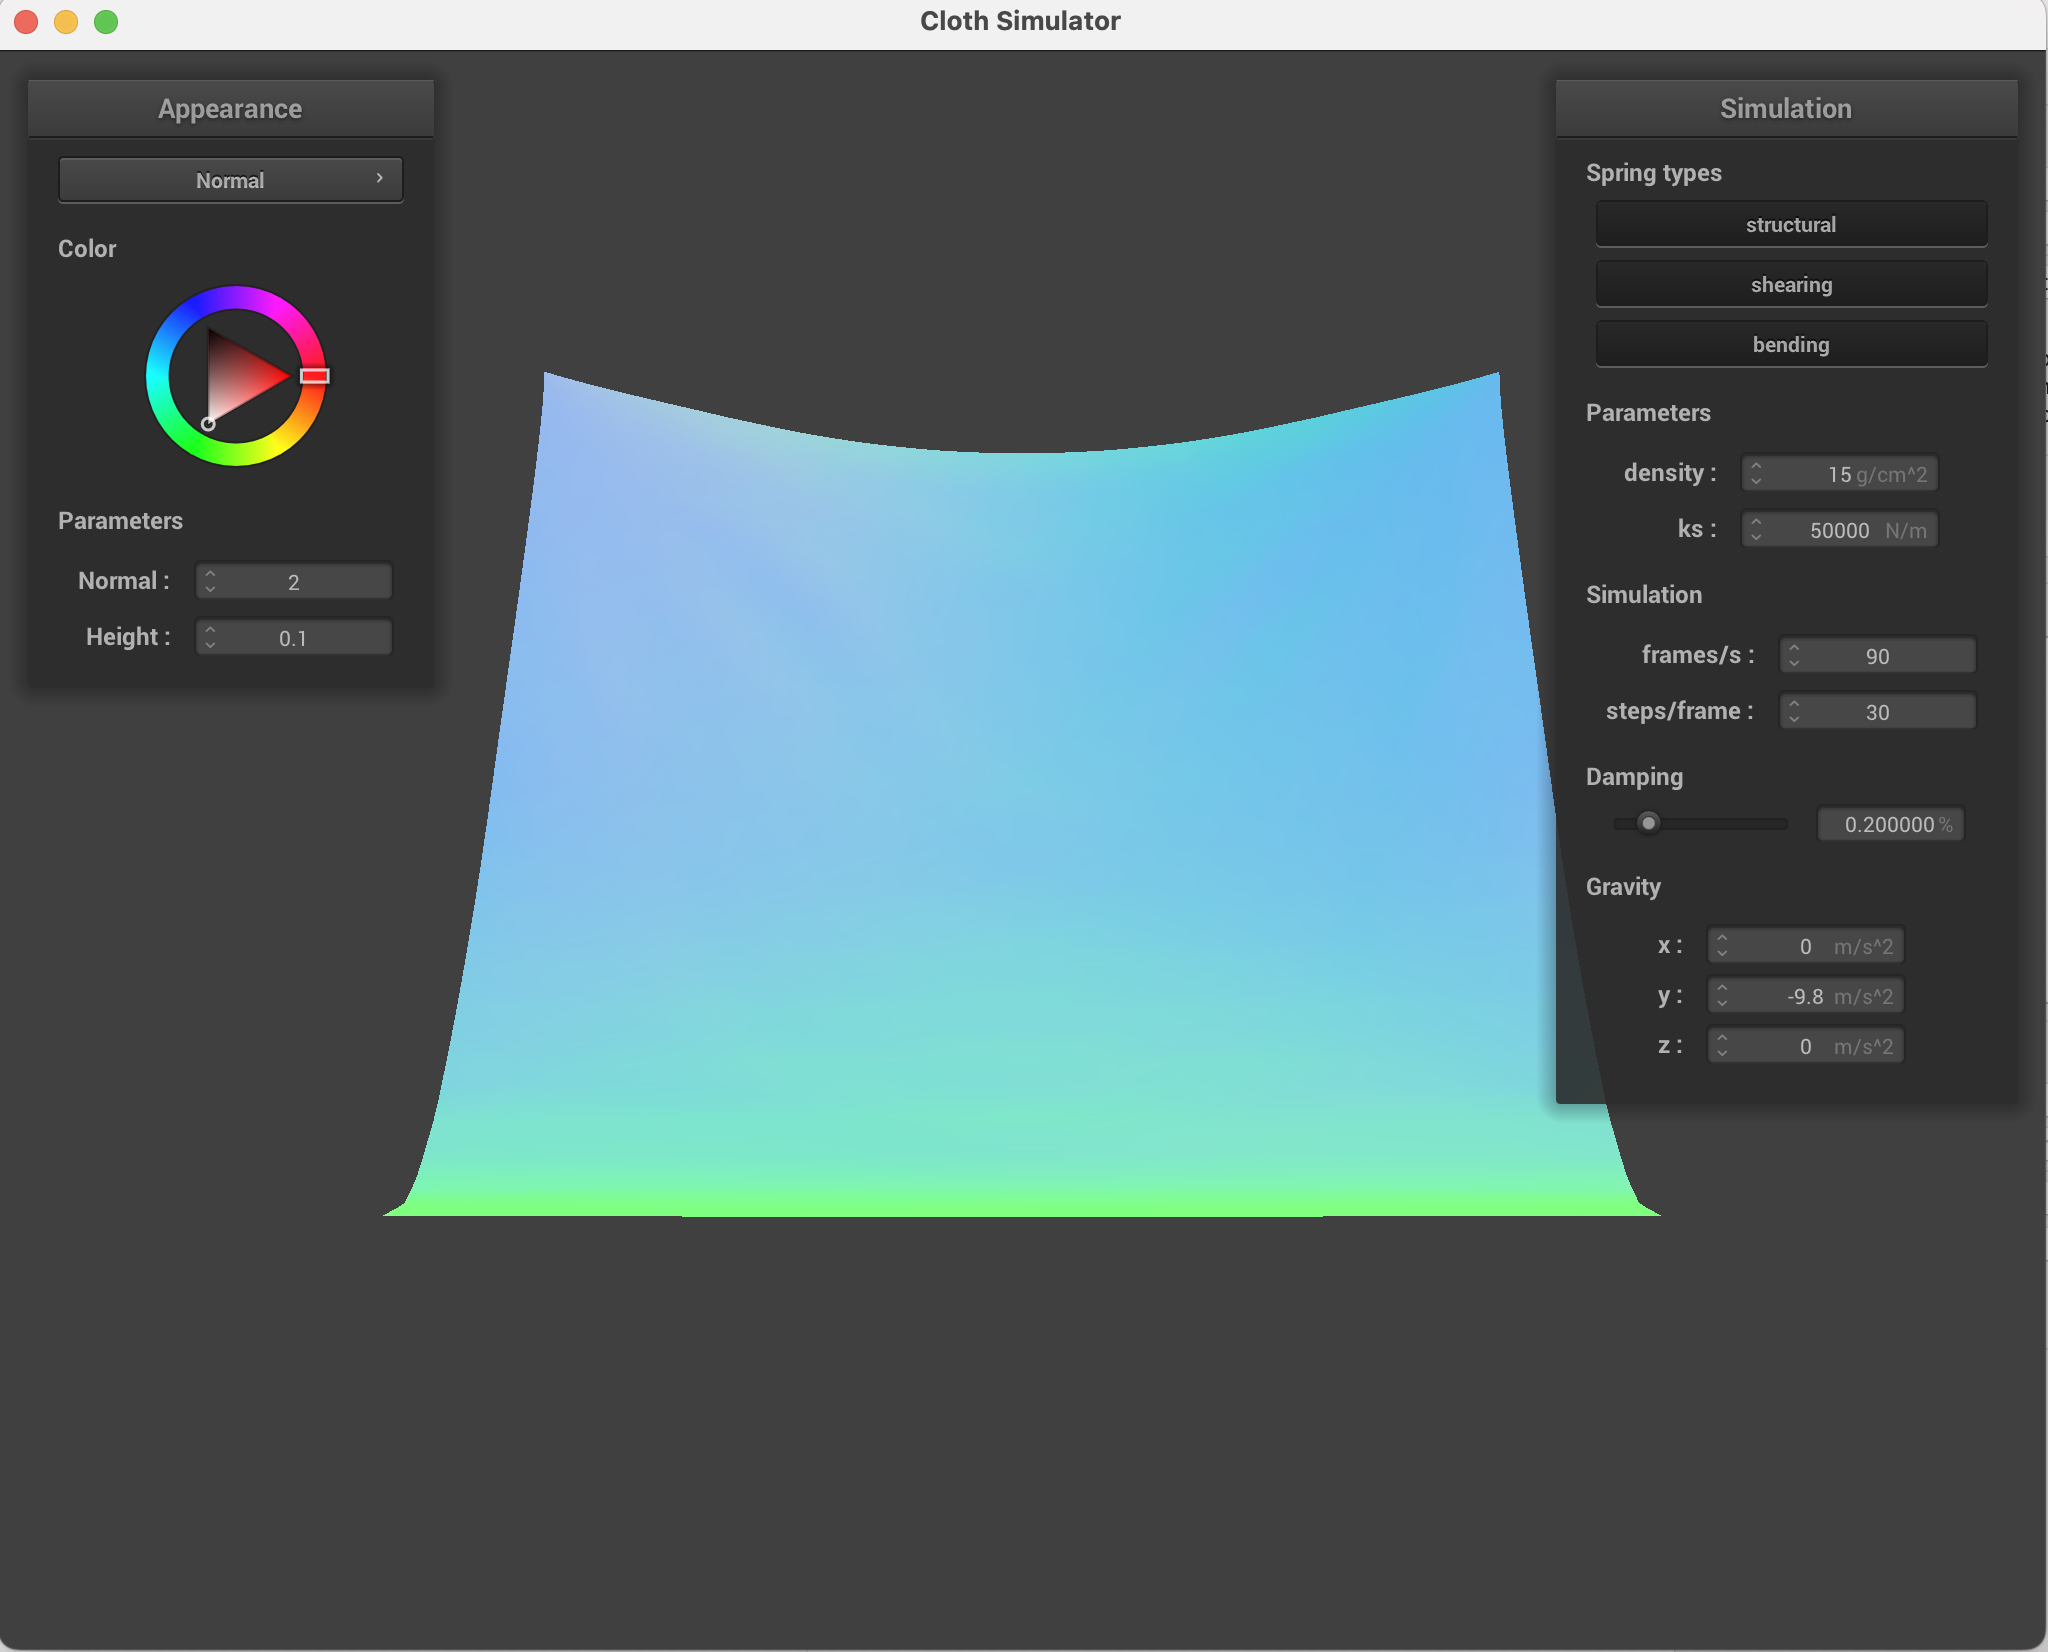 Cloth Simulator
Appearance
Normal
Color
Parameters
Normal : 2
Height : 0.1
Simulation
Spring types
structural
shearing
bending
Parameters
density : 15 g/cm^2
ks : 50000 N/m
Simulation
frames/s : 90
steps/frame : 30
Damping
0.200000 %
Gravity
x : 0 m/s^2
y : -9.8 m/s^2
z : 0 m/s^2